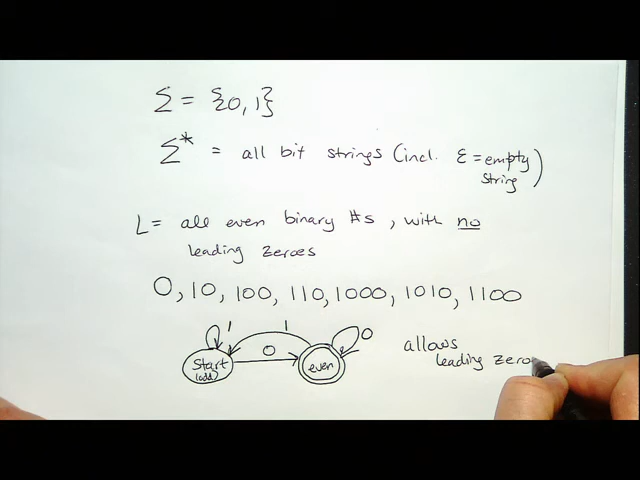 Σ = {0,1}
Σ* = all bit strings (incl. ε = empty string)
L = all even binary #s, with no
leading zeroes
0, 10, 100, 110, 1000, 1010, 1100
1 1 0
Start 0 even
(odd)
allows
leading zero